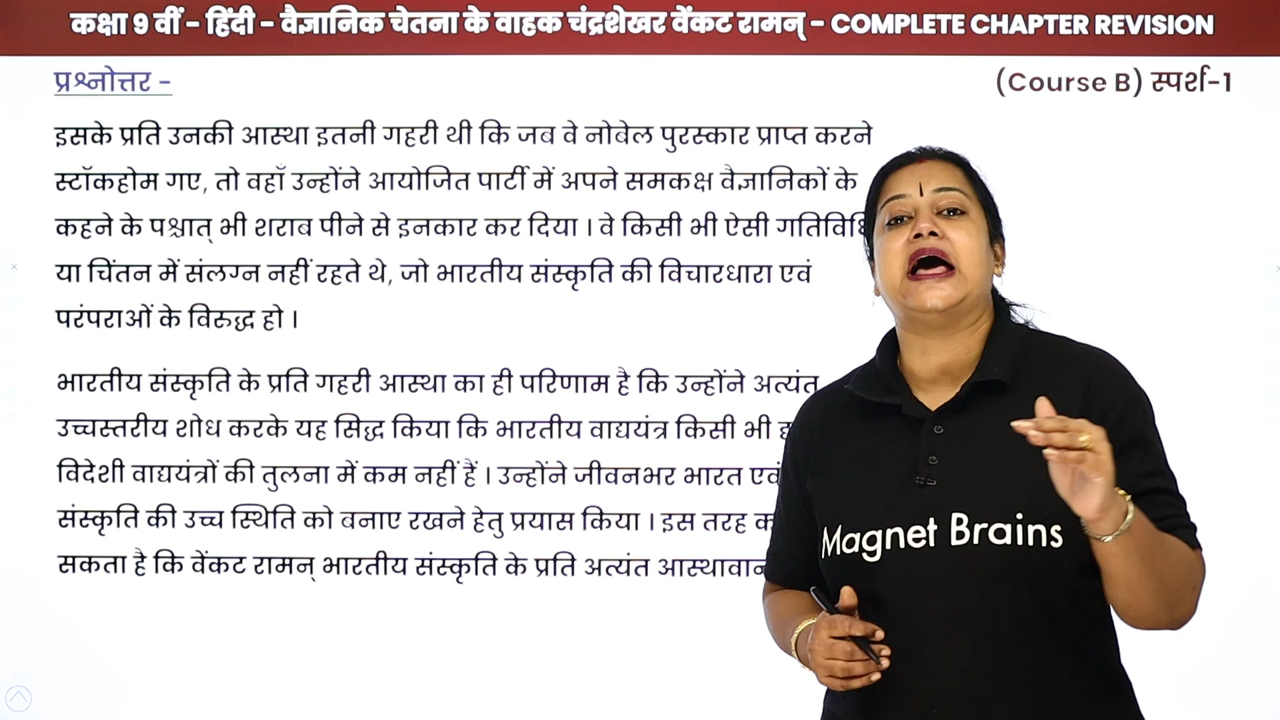 कक्षा 9 वीं - हिंदी - वैज्ञानिक चेतना के वाहक चंद्रशेखर वेंकट रामन् - COMPLETE CHAPTER REVISION
प्रश्नोत्तर -
(Course B) स्पर्श-1
इसके प्रति उनकी आस्था इतनी गहरी थी कि जब वे नोबेल पुरस्कार प्राप्त करने
स्टॉकहोम गए, तो वहाँ उन्होंने आयोजित पार्टी में अपने समकक्ष वैज्ञानिकों के
कहने के पश्चात् भी शराब पीने से इनकार कर दिया । वे किसी भी ऐसी
या चिंतन में संलग्न नहीं रहते थे, जो भारतीय संस्कृति की विचारधारा एवं
परंपराओं के विरुद्ध हो ।
भारतीय संस्कृति के प्रति गहरी आस्था का ही परिणाम है कि उन्होंने अत्यंत
उच्चस्तरीय शोध करके यह सिद्ध किया कि भारतीय वाद्ययंत्र किसी भी
विदेशी वाद्ययंत्रों की तुलना में कम नहीं हैं । उन्होंने जीवनभर भारत एवं
संस्कृति की उच्च स्थिति को बनाए रखने हेतु प्रयास किया । इस तरह
सकता है कि वेंकट रामन् भारतीय संस्कृति के प्रति अत्यंत आस्थावान
Magnet Brains